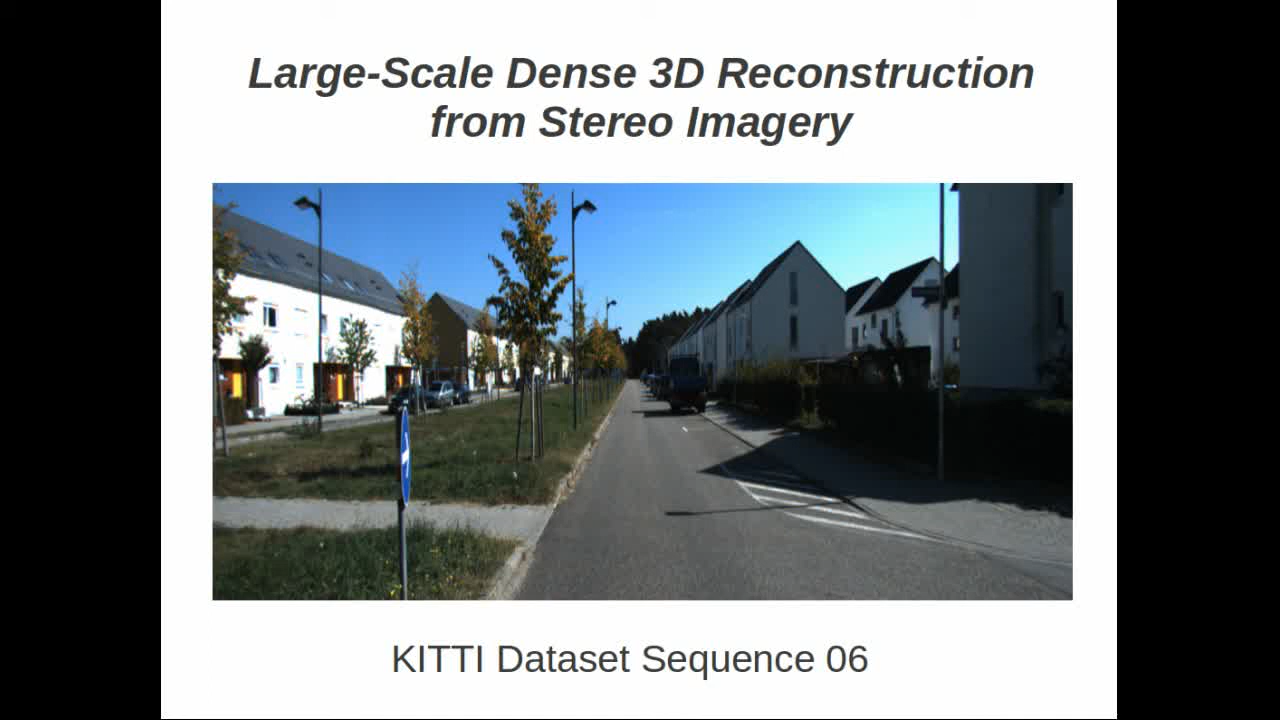 Large-Scale Dense 3D Reconstruction
from Stereo Imagery
KITTI Dataset Sequence 06